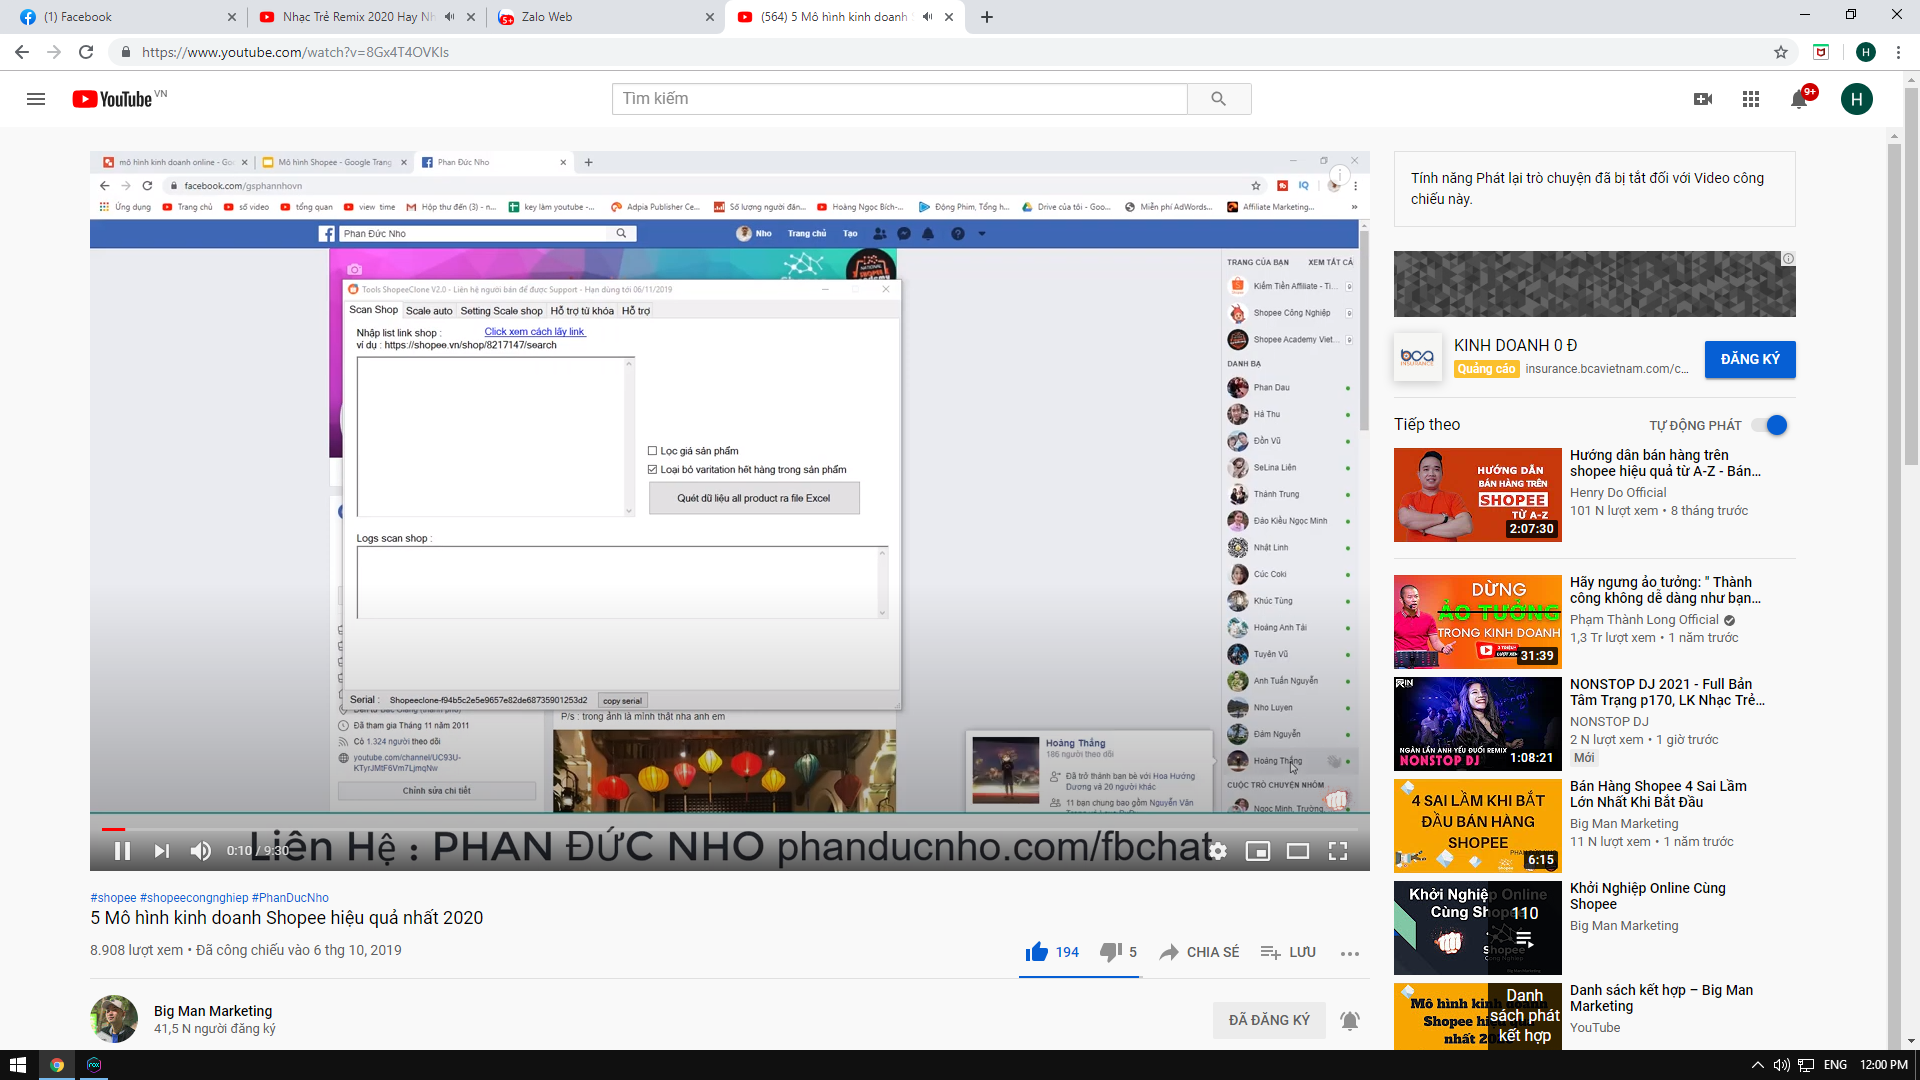 (1) Facebook
Nhạc Trẻ Remix 2020 Hay Nh
Zalo Web
(564) 5 Mô hình kinh doanh S
https://www.youtube.com/watch?v=8Gx4T4OVKIs
H
YouTube VN
Tìm kiếm
9+
H
mô hình kinh doanh online - Go
Mô hình Shopee - Google Trang
Phan Đức Nho
facebook.com/gsphannhovn
Ứng dụng
Trang chủ
số video
tổng quan
view time
Hộp thư đến (3) - n...
key làm youtube -...
Adpia Publisher Ce...
Số lượng người đăn...
Hoàng Ngọc Bích-...
Động Phim, Tổng h...
Drive của tôi - Goo...
Miễn phí AdWords...
Affiliate Marketing...
Phan Đức Nho
Nho
Trang chủ
Tạo
Tools ShopeeClone V2.0 - Liên hệ người bán để được Support - Hạn dùng tới 06/11/2019
Scan Shop
Scale auto
Setting Scale shop
Hỗ trợ từ khóa
Hỗ trợ
Nhập list link shop :
Click xem cách lấy link
ví dụ : https://shopee.vn/shop/8217147/search
Lọc giá sản phẩm
Loại bỏ varitation hết hàng trong sản phẩm
Quét dữ liệu all product ra file Excel
Logs scan shop :
Serial :
Shopeeclone-f94b5c2e5e9657e82de68735901253d2
copy serial
P/s : trong ảnh là mình thật nha anh em
Đã tham gia Tháng 11 năm 2011
Có 1.324 người theo dõi
youtube.com/channel/UC93U-
KTyrJMtF6Vm7LjmqNw
Chỉnh sửa chi tiết
TRANG CỦA BẠN
XEM TẤT CẢ
Kiếm Tiền Affiliate - Ti...
9
Shopee Công Nghiệp
9
Shopee Academy Viet...
9
DANH BẠ
Phan Dau
Hà Thu
Đồn Vũ
SeLina Liên
Thành Trung
Đào Kiều Ngọc Minh
Nhật Linh
Cúc Coki
Khúc Tùng
Hoàng Anh Tài
Tuyên Vũ
Anh Tuấn Nguyễn
Nho Luyen
Đàm Nguyễn
Hoàng Thắng
CUỘC TRÒ CHUYỆN NHÓM
Ngọc Minh, Trường...
Hoàng Thắng
186 người theo dõi
Đã trở thành bạn bè với Hoa Hướng
Dương và 20 người khác
11 bạn chung bao gồm Nguyễn Văn
Liên Hệ : PHAN ĐỨC NHO phanducnho.com/fbchat
0:10 / 9:30
#shopee #shopeecongnghiep #PhanDucNho
5 Mô hình kinh doanh Shopee hiệu quả nhất 2020
8.908 lượt xem • Đã công chiếu vào 6 thg 10, 2019
194
5
CHIA SẺ
LƯU
Big Man Marketing
41,5 N người đăng ký
ĐÃ ĐĂNG KÝ
Tính năng Phát lại trò chuyện đã bị tắt đối với Video công
chiếu này.
bca
INSURANCE
KINH DOANH 0 Đ
Quảng cáo
insurance.bcavietnam.com/c...
ĐĂNG KÝ
Tiếp theo
TỰ ĐỘNG PHÁT
HƯỚNG DẪN
BÁN HÀNG TRÊN
SHOPEE
TỪ A-Z
2:07:30
Hướng dẫn bán hàng trên
shopee hiệu quả từ A-Z - Bán...
Henry Do Official
101 N lượt xem • 8 tháng trước
DỪNG
ẢO TƯỞNG
TRONG KINH DOANH
31:39
Hãy ngưng ảo tưởng: " Thành
công không dễ dàng như bạn...
Phạm Thành Long Official
1,3 Tr lượt xem • 1 năm trước
RIN
NGÀN LẦN ANH YẾU ĐUỐI REMIX
NONSTOP DJ
1:08:21
NONSTOP DJ 2021 - Full Bản
Tâm Trạng p170, LK Nhạc Trẻ...
NONSTOP DJ
2 N lượt xem • 1 giờ trước
Mới
4 SAI LẦM KHI BẮT
ĐẦU BÁN HÀNG
SHOPEE
6:15
Bán Hàng Shopee 4 Sai Lầm
Lớn Nhất Khi Bắt Đầu
Big Man Marketing
11 N lượt xem • 1 năm trước
Khởi Nghiệp Online
Cùng Shopee
110
Khởi Nghiệp Online Cùng
Shopee
Big Man Marketing
Mô hình kinh doanh
Shopee hiệu quả
nhất 20
Danh
sách phát
kết hợp
Danh sách kết hợp – Big Man
Marketing
YouTube
ENG
12:00 PM